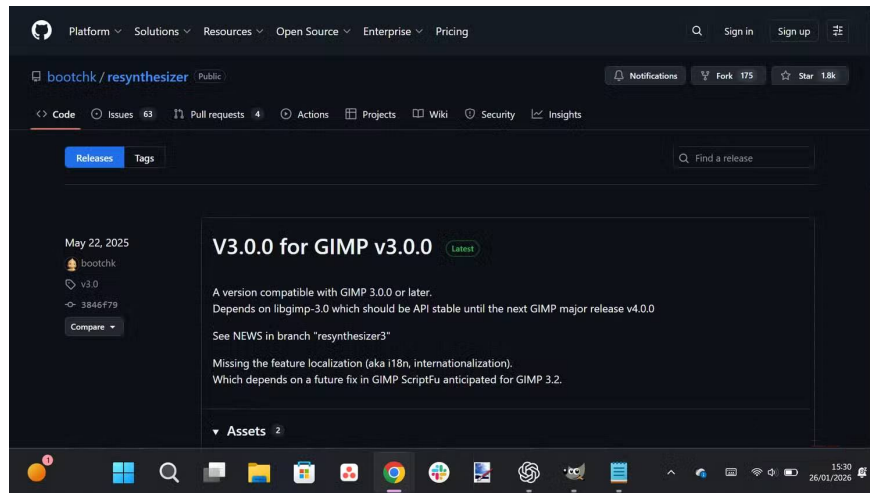 Platform Solutions Resources Open Source Enterprise Pricing Sign in Sign up
bootchk / resynthesizer Public Notifications Fork 175 Star 1.8k
Code Issues 63 Pull requests 4 Actions Projects Wiki Security Insights
Releases Tags Find a release
May 22, 2025
bootchk
v3.0
3846f79
Compare
V3.0.0 for GIMP v3.0.0 Latest
A version compatible with GIMP 3.0.0 or later.
Depends on libgimp-3.0 which should be API stable until the next GIMP major release v4.0.0
See NEWS in branch "resynthesizer3"
Missing the feature localization (aka i18n, internationalization).
Which depends on a future fix in GIMP ScriptFu anticipated for GIMP 3.2.
Assets 2
1
15:30
26/01/2026